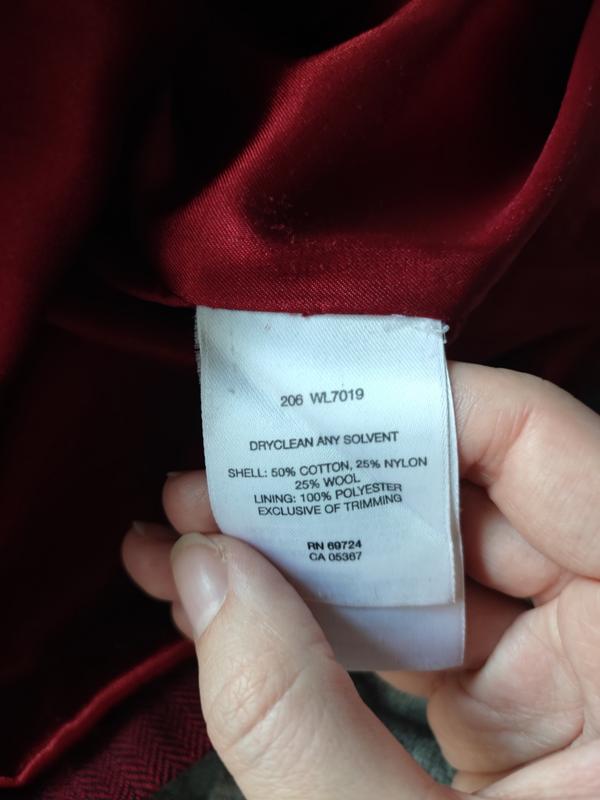 206 WL7019
DRYCLEAN ANY SOLVENT
SHELL: 50% COTTON, 25% NYLON
25% WOOL
LINING: 100% POLYESTER
EXCLUSIVE OF TRIMMING
RN 69724
CA 05367